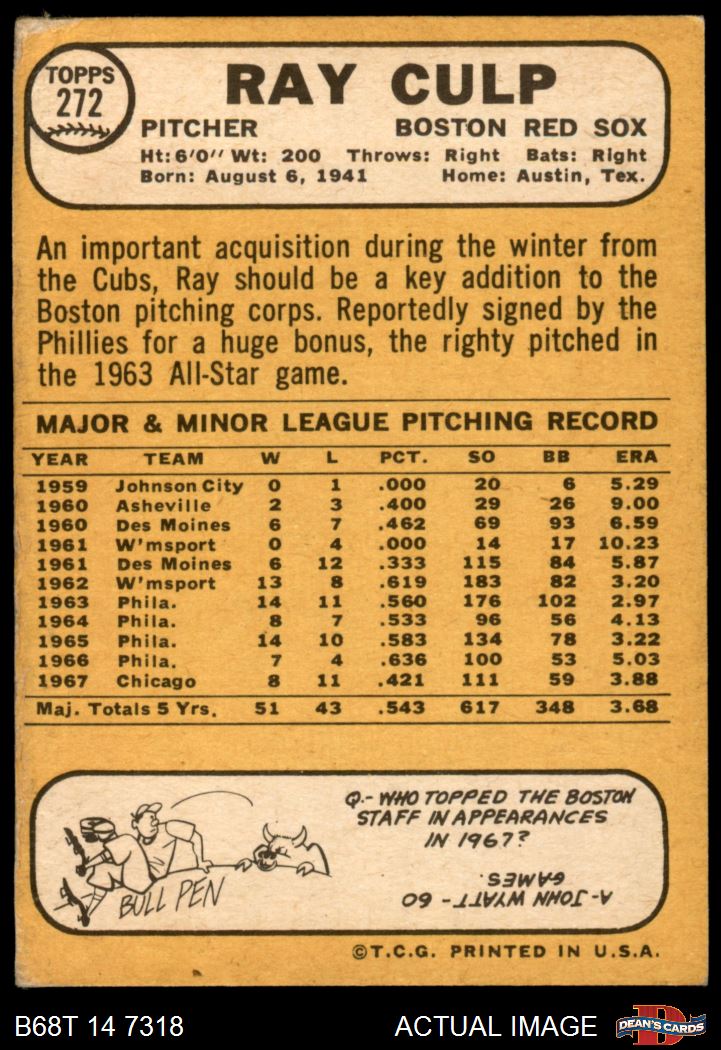 TOPPS
272
RAY CULP
PITCHER BOSTON RED SOX
Ht: 6'0" Wt: 200 Throws: Right Bats: Right
Born: August 6, 1941 Home: Austin, Tex.
An important acquisition during the winter from
the Cubs, Ray should be a key addition to the
Boston pitching corps. Reportedly signed by the
Phillies for a huge bonus, the righty pitched in
the 1963 All-Star game.
MAJOR & MINOR LEAGUE PITCHING RECORD
YEAR TEAM W L PCT. SO BB ERA
1959 Johnson City 0 1 .000 20 6 5.29
1960 Asheville 2 3 .400 29 26 9.00
1960 Des Moines 6 7 .462 69 93 6.59
1961 W'msport 0 4 .000 14 17 10.23
1961 Des Moines 6 12 .333 115 84 5.87
1962 W'msport 13 8 .619 183 82 3.20
1963 Phila. 14 11 .560 176 102 2.97
1964 Phila. 8 7 .533 96 56 4.13
1965 Phila. 14 10 .583 134 78 3.22
1966 Phila. 7 4 .636 100 53 5.03
1967 Chicago 8 11 .421 111 59 3.88
Maj. Totals 5 Yrs. 51 43 .543 617 348 3.68
Q.- WHO TOPPED THE BOSTON
STAFF IN APPEARANCES
IN 1967?
A- JOHN WYATT - 60
GAMES.
BULL PEN
©T.C.G. PRINTED IN U.S.A.
B68T 14 7318 ACTUAL IMAGE
D
DEAN'S CARDS